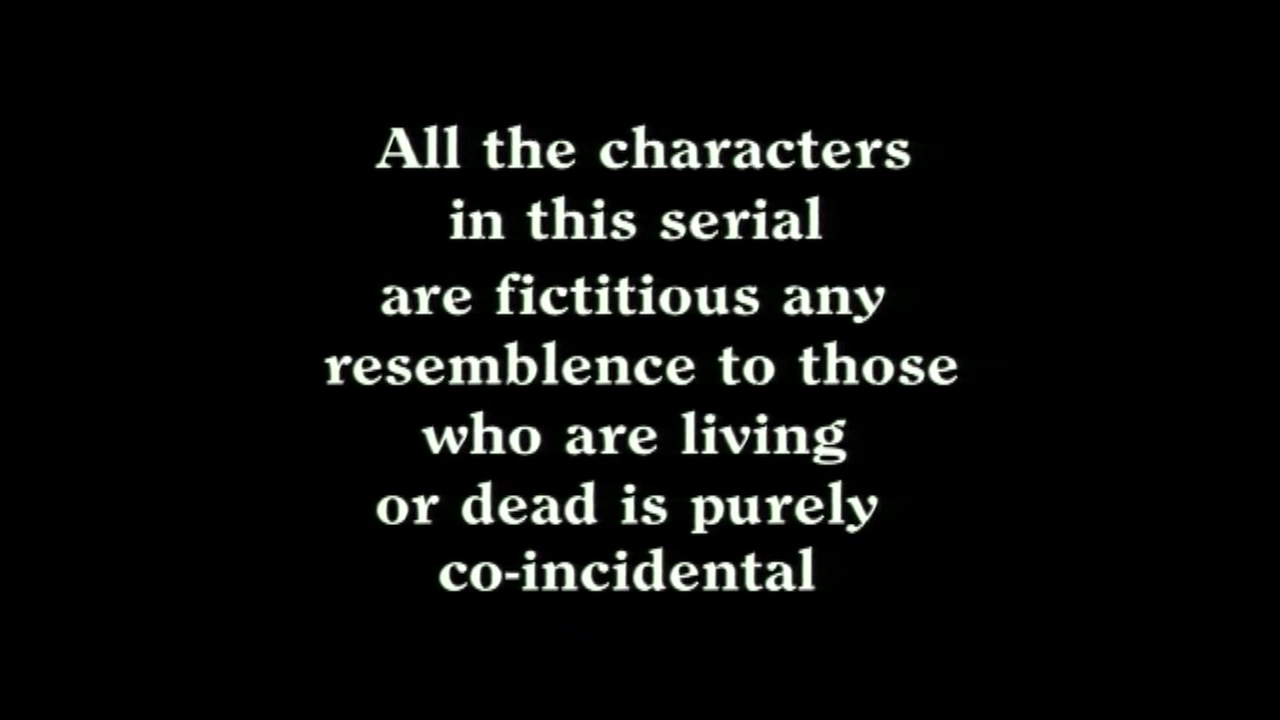 All the characters
in this serial
are fictitious any
resemblence to those
who are living
or dead is purely
co-incidental